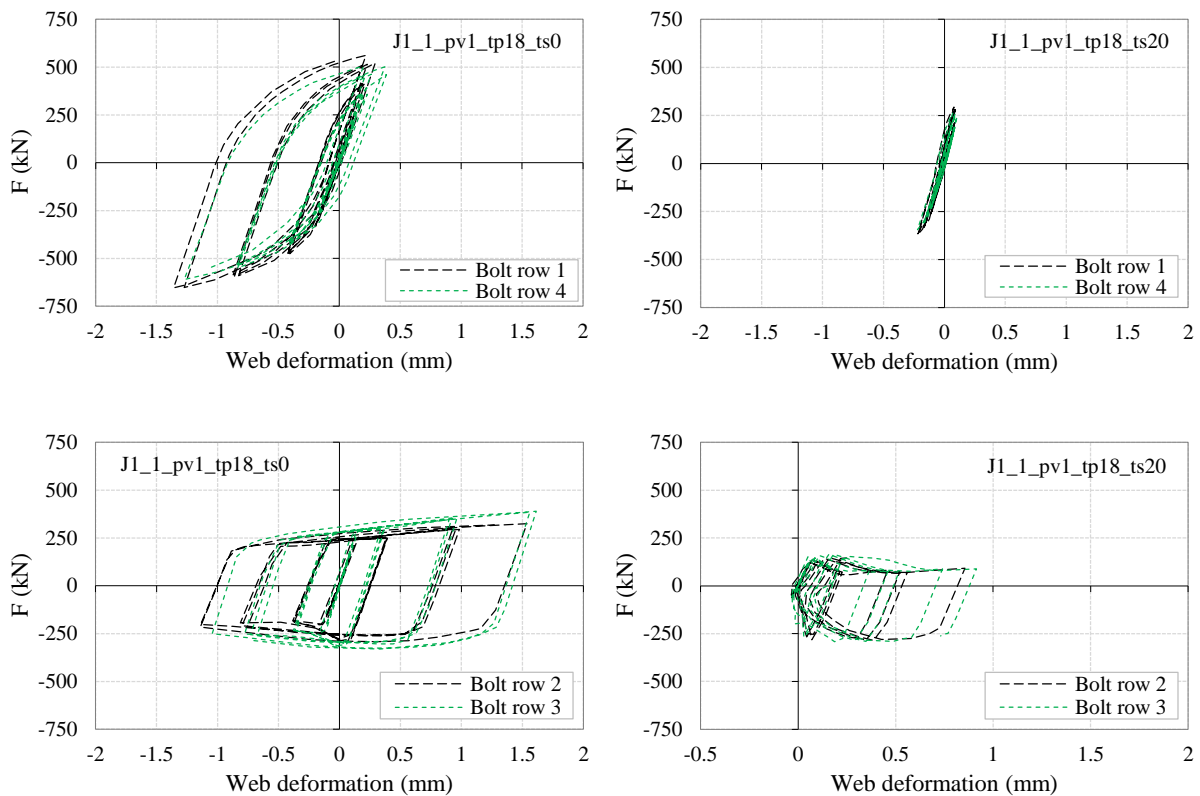 J1_1_pv1_tp18_ts0
750
500
250
0
-250
-500
-750
F (kN)
Bolt row 1
Bolt row 4
-2 -1.5 -1 -0.5 0 0.5 1 1.5 2
Web deformation (mm)
J1_1_pv1_tp18_ts20
750
500
250
0
-250
-500
-750
F (kN)
Bolt row 1
Bolt row 4
-2 -1.5 -1 -0.5 0 0.5 1 1.5 2
Web deformation (mm)
J1_1_pv1_tp18_ts0
750
500
250
0
-250
-500
-750
F (kN)
Bolt row 2
Bolt row 3
-2 -1.5 -1 -0.5 0 0.5 1 1.5 2
Web deformation (mm)
J1_1_pv1_tp18_ts20
750
500
250
0
-250
-500
-750
F (kN)
Bolt row 2
Bolt row 3
-0.5 0 0.5 1 1.5 2
Web deformation (mm)